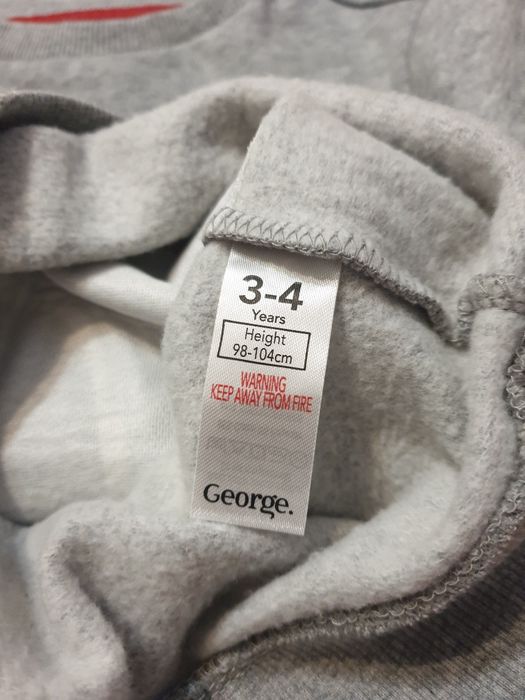 3-4
Years
Height
98-104cm
WARNING
KEEP AWAY FROM FIRE
George.